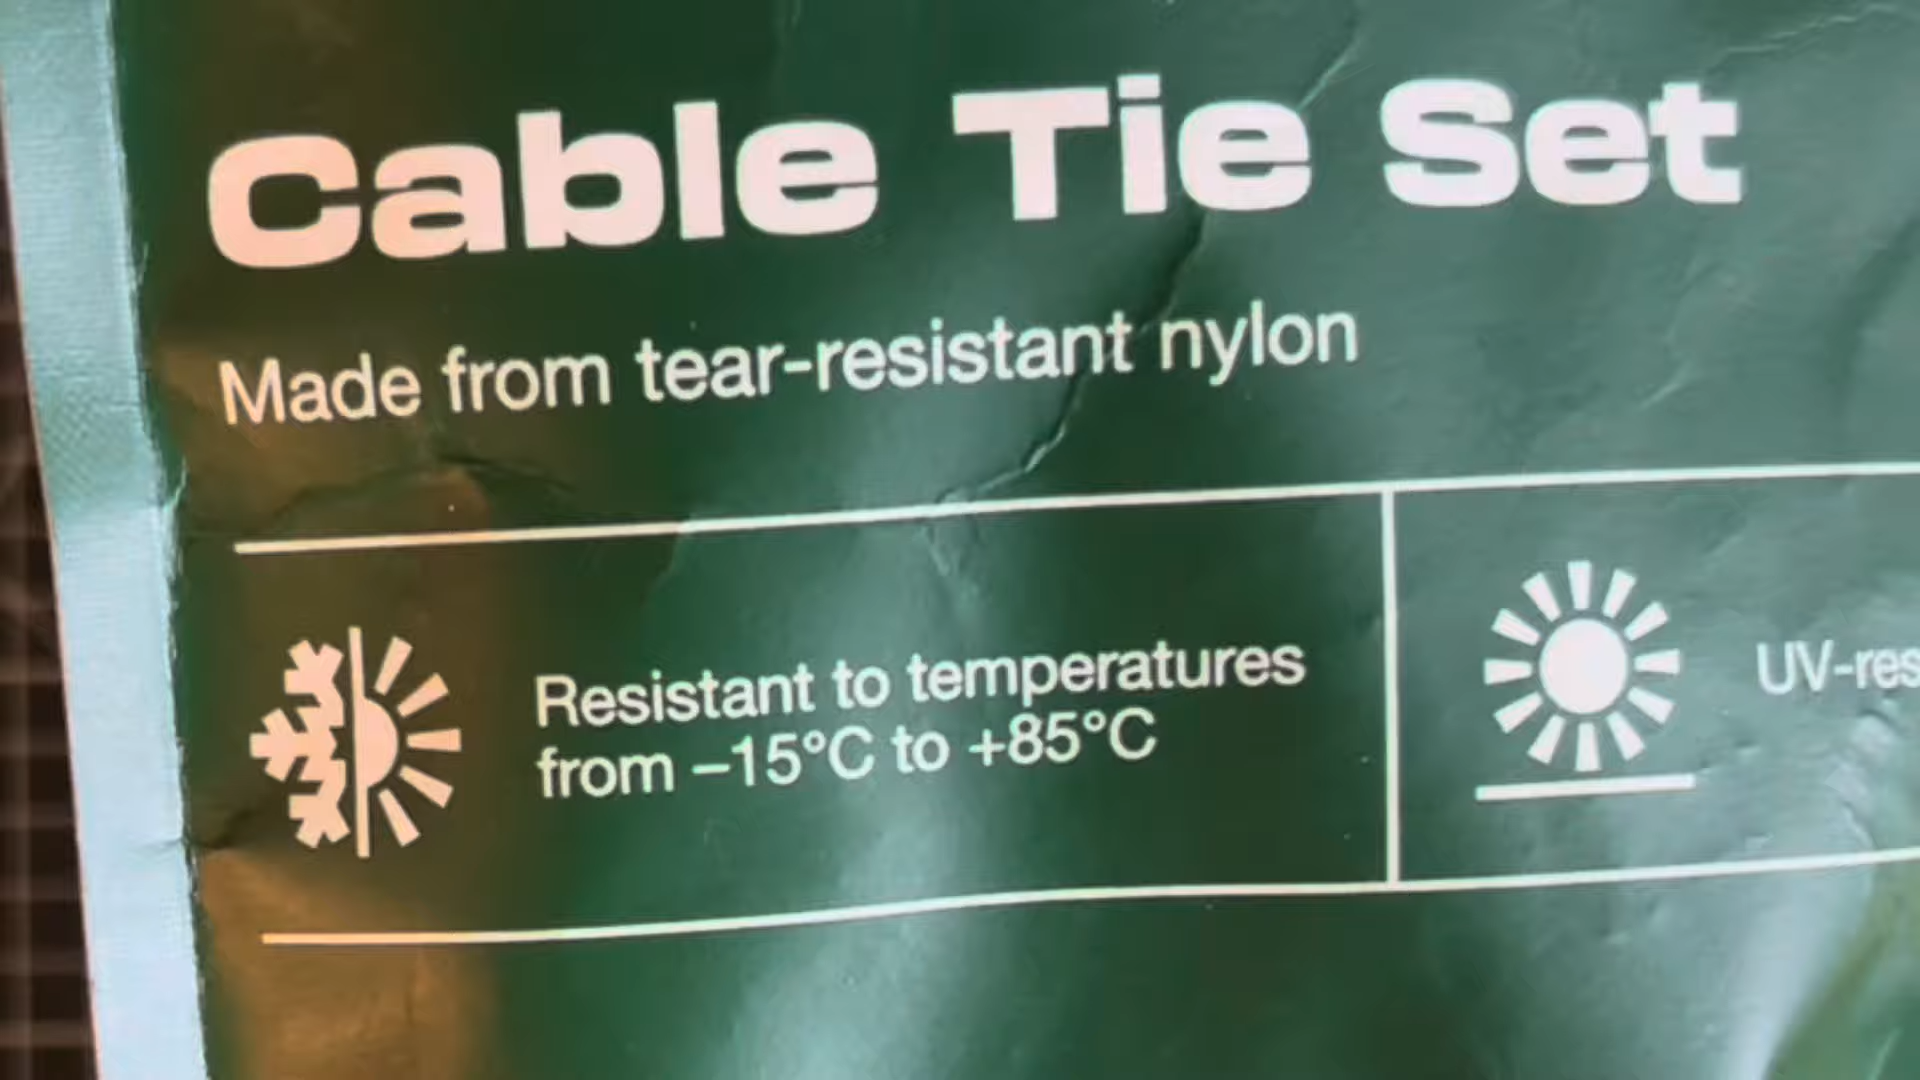 Cable Tie Set
Made from tear-resistant nylon
Resistant to temperatures
from –15°C to +85°C
UV-res